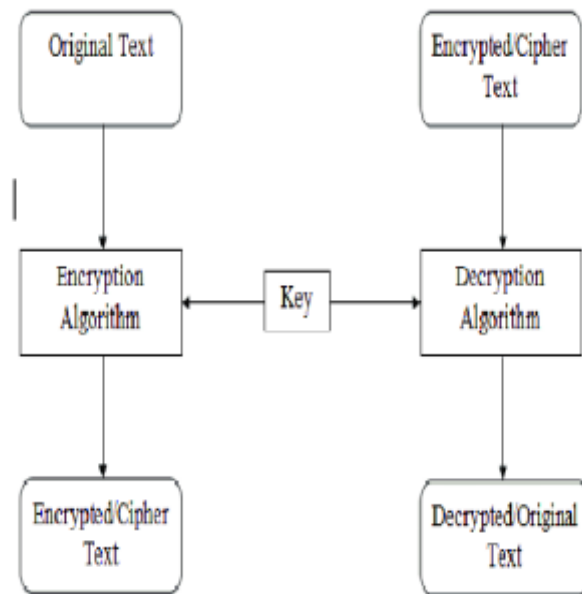 Original Text
Encrypted/Cipher
Text
Encryption
Algorithm
Key
Decryption
Algorithm
Encrypted/Cipher
Text
Decrypted/Original
Text